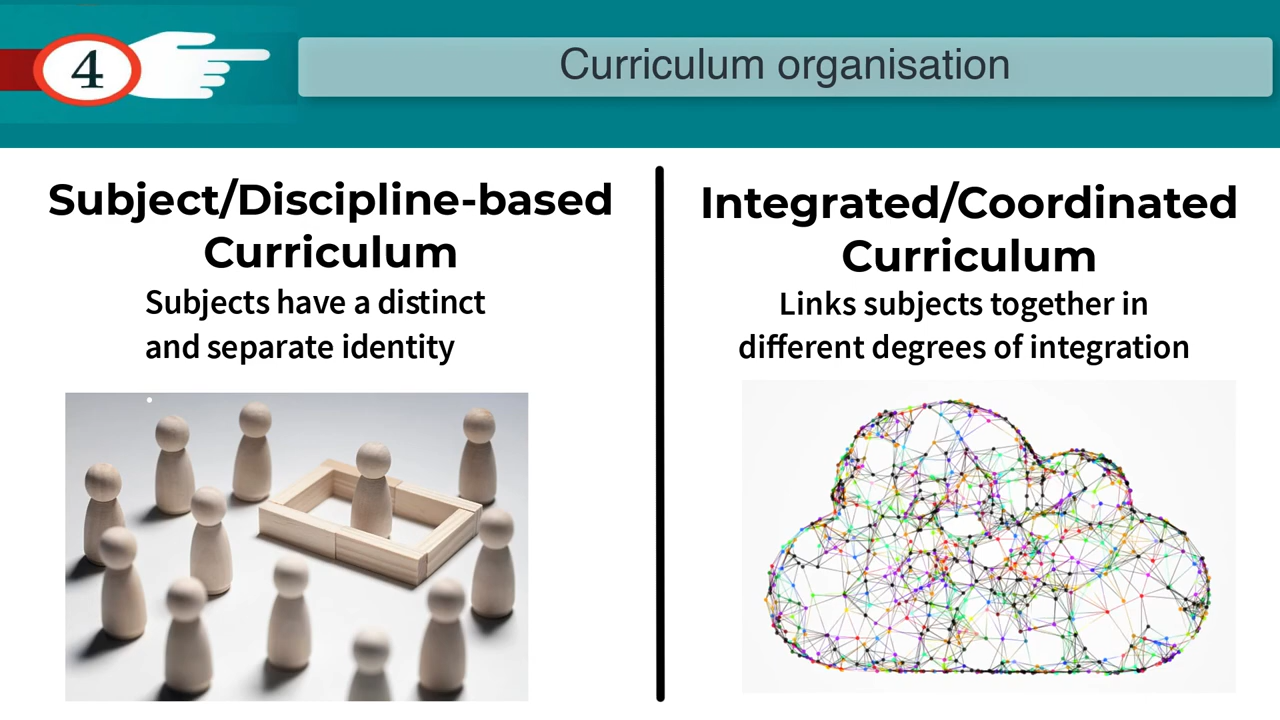 4
Curriculum organisation
Subject/Discipline-based
Curriculum
Subjects have a distinct
and separate identity
Integrated/Coordinated
Curriculum
Links subjects together in
different degrees of integration